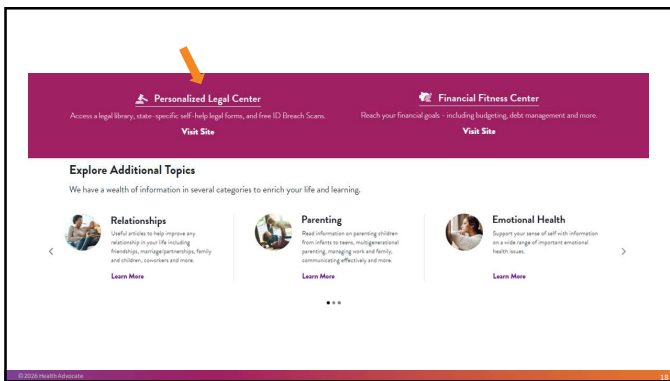 Personalized Legal Center
Access a legal library, state-specific self-help legal forms, and free ID Breach Scans.
Visit Site
Financial Fitness Center
Reach your financial goals - including budgeting, debt management and more.
Visit Site
Explore Additional Topics
We have a wealth of information in several categories to enrich your life and learning.
Relationships
Useful articles to help improve any
relationship in your life including
friendships, marriage/partnerships, family
and children, coworkers and more.
Learn More
Parenting
Read information on parenting children
from infants to teens, multigenerational
parenting, managing work and family,
communicating effectively and more.
Learn More
Emotional Health
Support your sense of self with information
on a wide range of important emotional
health issues.
Learn More
© 2026 Health Advocate
18